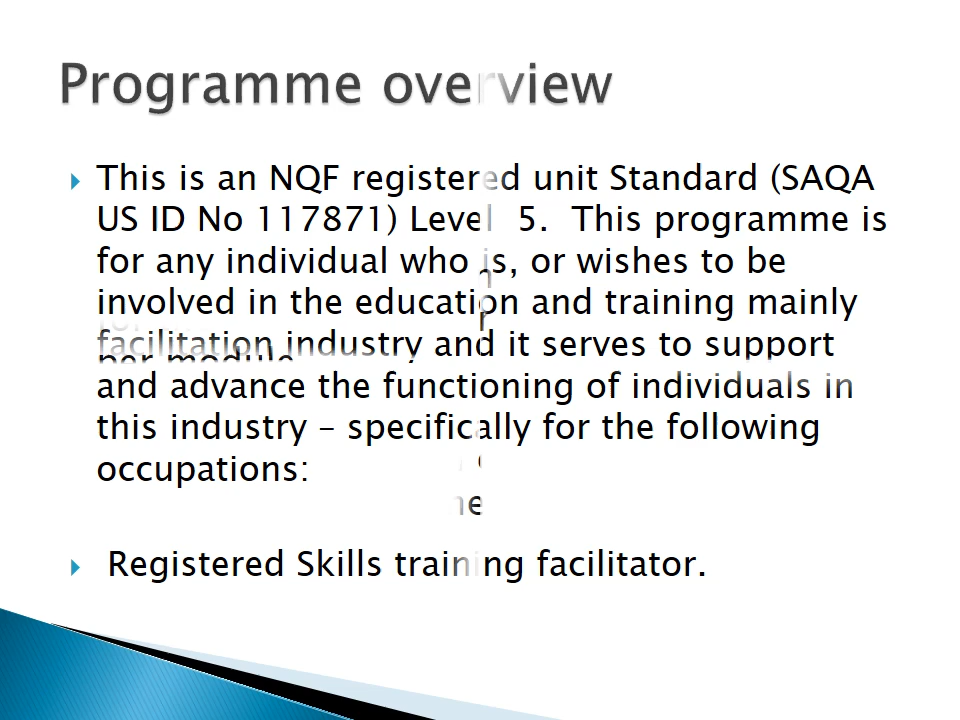 Programme overview
This is an NQF registered unit Standard (SAQA
US ID No 117871) Level 5. This programme is
for any individual who is, or wishes to be
involved in the education and training mainly
facilitation industry and it serves to support
per module
and advance the functioning of individuals in
this industry – specifically for the following
occupations:
Registered Skills training facilitator.